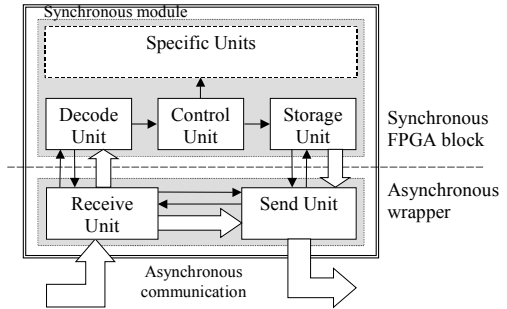 Synchronous module
Specific Units
Decode
Unit
Control
Unit
Storage
Unit
Synchronous
FPGA block
Asynchronous
wrapper
Receive
Unit
Send Unit
Asynchronous
communication